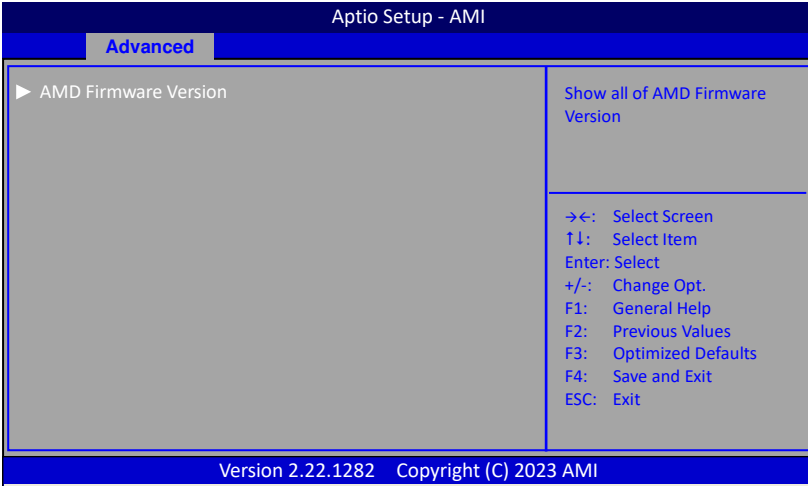 Aptio Setup - AMI
Advanced
► AMD Firmware Version
Show all of AMD Firmware
Version
→←: Select Screen
↑↓: Select Item
Enter: Select
+/-: Change Opt.
F1: General Help
F2: Previous Values
F3: Optimized Defaults
F4: Save and Exit
ESC: Exit
Version 2.22.1282 Copyright (C) 2023 AMI